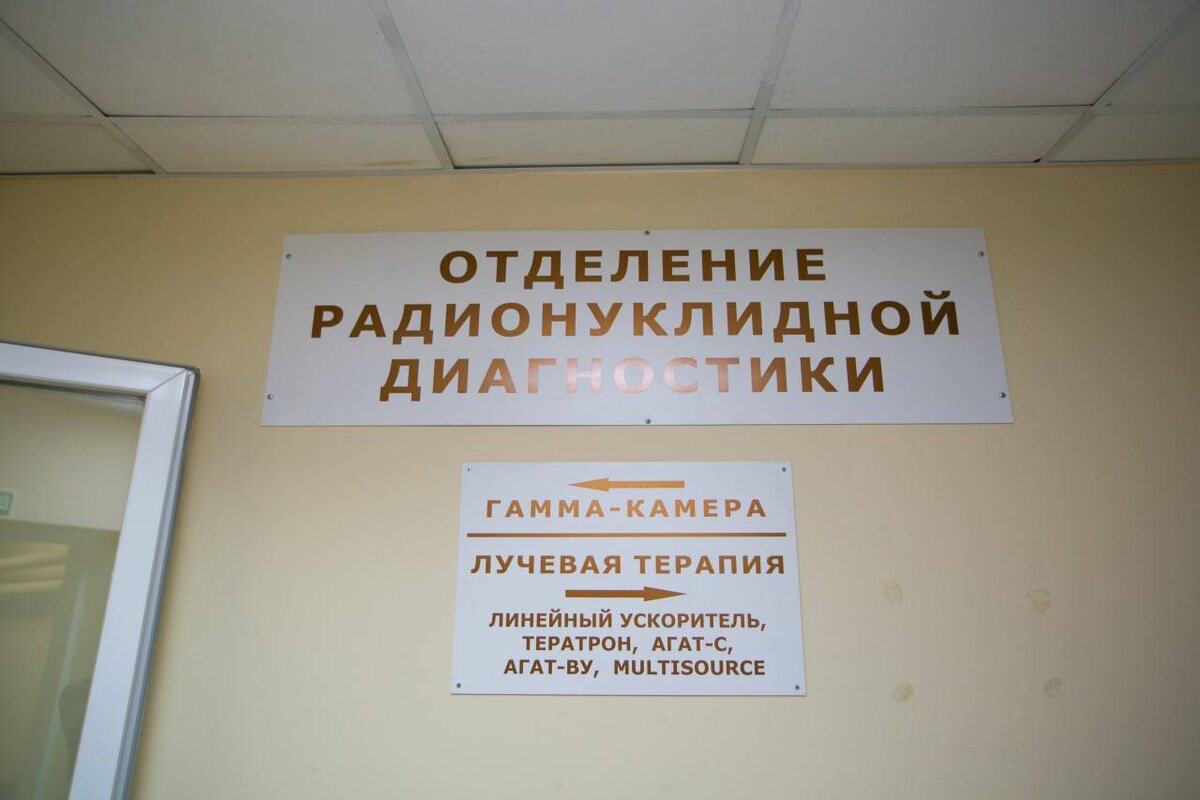 ОТДЕЛЕНИЕ
РАДИОНУКЛИДНОЙ
ДИАГНОСТИКИ
ГАММА-КАМЕРА
ЛУЧЕВАЯ ТЕРАПИЯ
ЛИНЕЙНЫЙ УСКОРИТЕЛЬ,
ТЕРАТРОН, АГАТ-С,
АГАТ-ВУ, MULTISOURCE